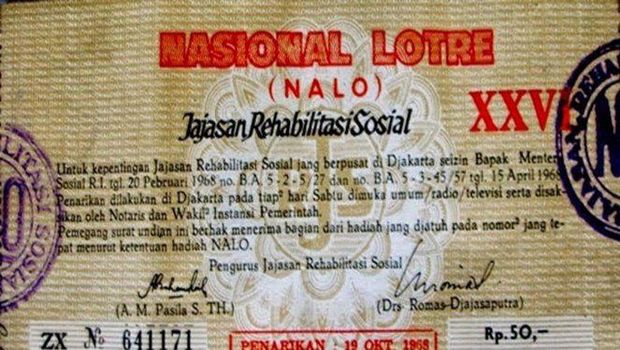 NASIONAL LOTRE
(NALO)
Jajasan Rehabilitasi Sosial
XXVI
Untuk kepentingan Jajasan Rehabilitasi Sosial jang berpusat di Djakarta seizin Bapak Menteri
Sosial R.I. tgl. 20 Pebruari 1968 no. B.A. 5-2-5/27 dan no. B.A. 5-3-45/57 tgl. 15 April 1968
Penarikan dilakukan di Djakarta pada tiap² hari Sabtu dimuka umum/radio/televisi serta disak-
sikan oleh Notaris dan Wakil² Instansi Pemerintah.
Pemegang surat undian ini berhak menerima bagian dari hadiah jang djatuh pada nomor² jang te-
pat menurut ketentuan hadiah NALO.
Pengurus Jajasan Rehabilitasi Sosial
(A. M. Pasila S. TH.) (Drs. Romas Djajasaputra)
ZX № 641171
PENARIKAN: 19 OKT. 1968
Rp. 50,—